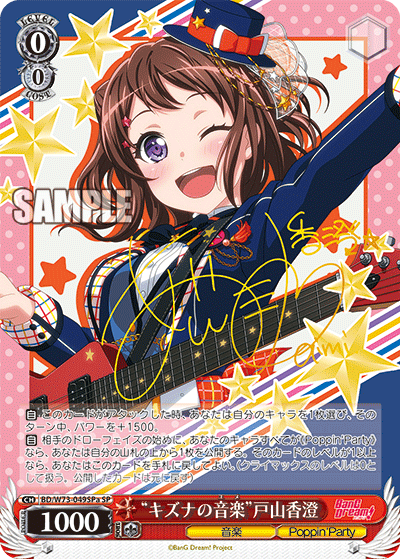 LEVEL
0
0
COST
SAMPLE
自 このカードがアタックした時、あなたは自分のキャラを1枚選び、そのターン中、パワーを＋1500。
自 相手のドローフェイズの始めに、あなたのキャラすべてが《Poppin'Party》なら、あなたは自分の山札の上から1枚を公開する。そのカードのレベルが1以上なら、あなたはこのカードを手札に戻してよい。(クライマックスのレベルは0として扱う。公開したカードは元に戻す)
CH BD/W73-049SPa SP
1000
“キズナの音楽”戸山香澄
BanG Dream!
音楽
Poppin'Party
©BanG Dream! Project